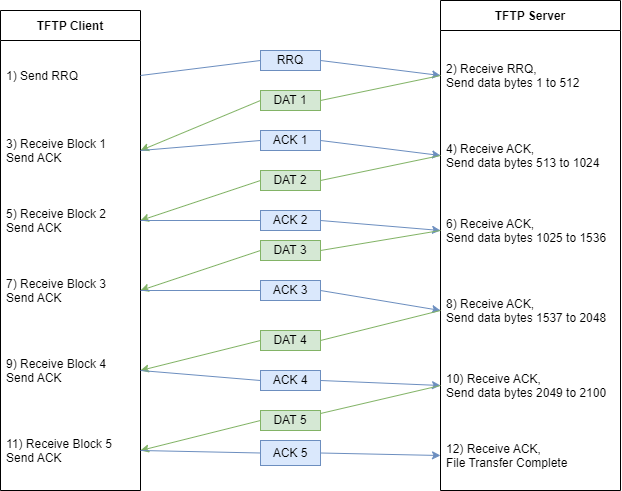 TFTP Client
TFTP Server
1) Send RRQ
RRQ
2) Receive RRQ,
Send data bytes 1 to 512
DAT 1
3) Receive Block 1
Send ACK
ACK 1
4) Receive ACK,
Send data bytes 513 to 1024
DAT 2
5) Receive Block 2
Send ACK
ACK 2
6) Receive ACK,
Send data bytes 1025 to 1536
DAT 3
7) Receive Block 3
Send ACK
ACK 3
8) Receive ACK,
Send data bytes 1537 to 2048
DAT 4
9) Receive Block 4
Send ACK
ACK 4
10) Receive ACK,
Send data bytes 2049 to 2100
DAT 5
11) Receive Block 5
Send ACK
ACK 5
12) Receive ACK,
File Transfer Complete